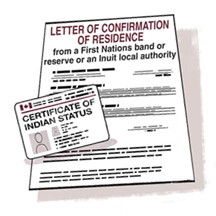 LETTER OF CONFIRMATION
OF RESIDENCE
from a First Nations band or
reserve or an Inuit local authority
CERTIFICATE OF
INDIAN STATUS